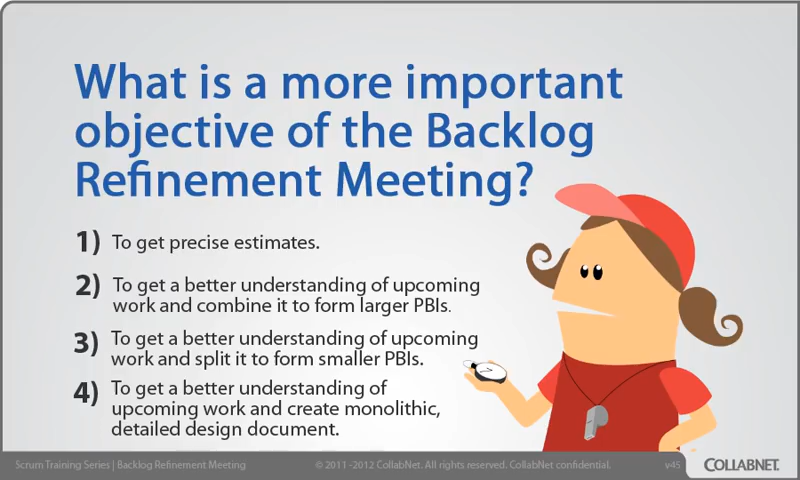 What is a more important
objective of the Backlog
Refinement Meeting?
1) To get precise estimates.
2) To get a better understanding of upcoming
work and combine it to form larger PBIs.
3) To get a better understanding of upcoming
work and split it to form smaller PBIs.
4) To get a better understanding of
upcoming work and create monolithic,
detailed design document.
Scrum Training Series | Backlog Refinement Meeting © 2011 -2012 CollabNet. All rights reserved. CollabNet confidential. v45 COLLABNET.